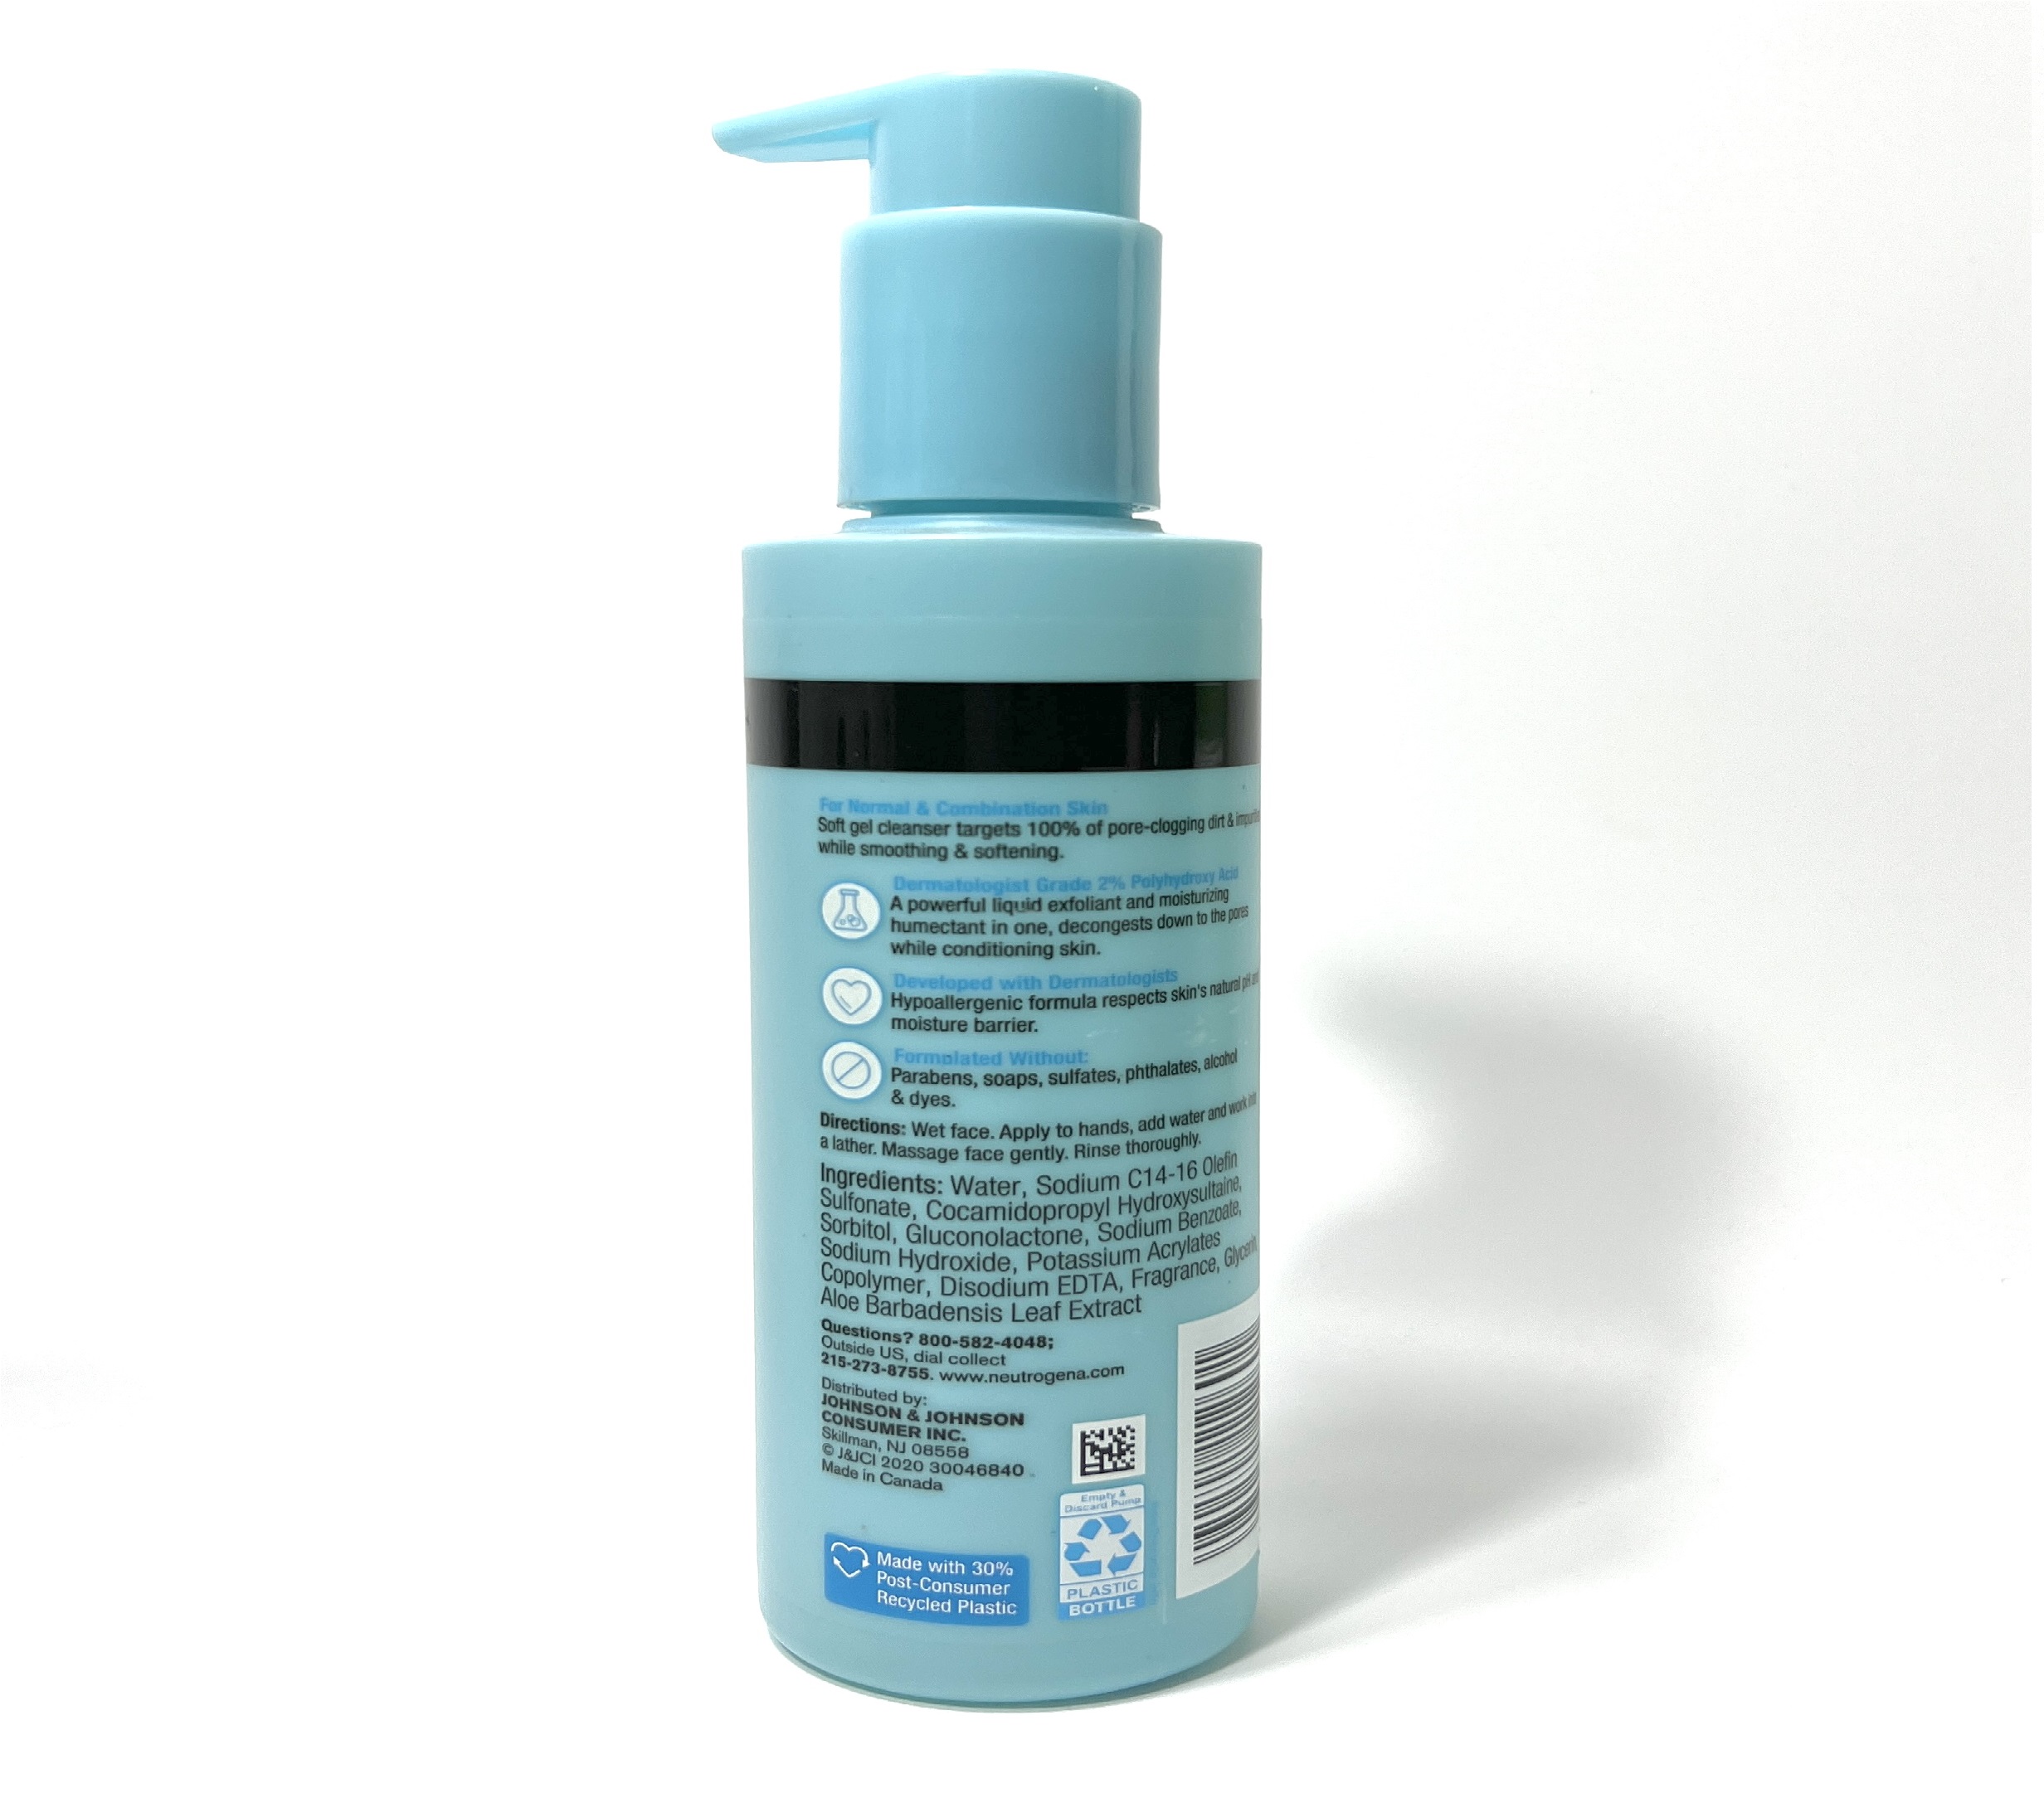 For Normal & Combination Skin
Soft gel cleanser targets 100% of pore-clogging dirt &
while smoothing & softening.
Dermatologist Grade 2% Polyhydroxy Acid
A powerful liquid exfoliant and moisturizing
humectant in one, decongests down to the pores
while conditioning skin.
Developed with Dermatologists
Hypoallergenic formula respects skin's natural pH
moisture barrier.
Formplated Without:
Parabens, soaps, sulfates, phthalates, alcohol
& dyes.
Directions: Wet face. Apply to hands, add water and work
a lather. Massage face gently. Rinse thoroughly.
Ingredients: Water, Sodium C14-16 Olefin
Sulfonate, Cocamidopropyl Hydroxysultaine,
Sorbitol, Gluconolactone, Sodium Benzoate,
Sodium Hydroxide, Potassium Acrylates
Copolymer, Disodium EDTA, Fragrance, Glycerin,
Aloe Barbadensis Leaf Extract
Questions? 800-582-4048;
Outside US, dial collect
215-273-8755. www.neutrogena.com
Distributed by:
JOHNSON & JOHNSON
CONSUMER INC.
Skillman, NJ 08558
© J&JCI 2020 30046840
Made in Canada
Empty &
Discard Pump
PLASTIC
BOTTLE
Made with 30%
Post-Consumer
Recycled Plastic